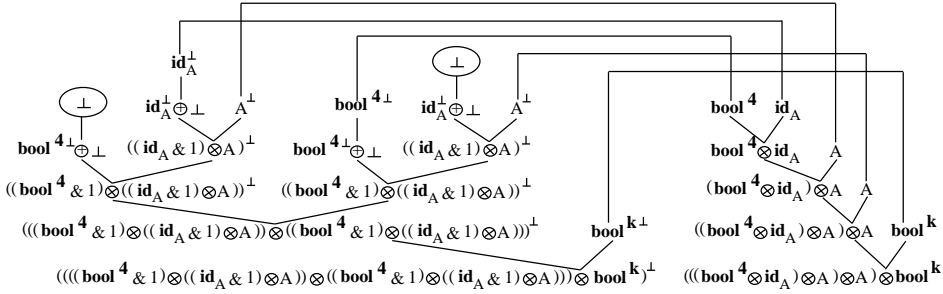 id_A^⊥ ⊥
⊥ id_A^⊥ ⊕ ⊥ A^⊥ bool^4⊥ id_A^⊥ ⊕ ⊥ A^⊥ bool^4 id_A
bool^4⊥ ⊕ ⊥ ((id_A & 1)⊗A)^⊥ bool^4⊥ ⊕ ⊥ ((id_A & 1)⊗A)^⊥ bool^4⊗id_A A
((bool^4 & 1)⊗((id_A & 1)⊗A))^⊥ ((bool^4 & 1)⊗((id_A & 1)⊗A))^⊥ (bool^4⊗id_A)⊗A A
(((bool^4 & 1)⊗((id_A & 1)⊗A))⊗((bool^4 & 1)⊗((id_A & 1)⊗A)))^⊥ bool^k⊥ ((bool^4⊗id_A)⊗A)⊗A bool^k
((((bool^4 & 1)⊗((id_A & 1)⊗A))⊗((bool^4 & 1)⊗((id_A & 1)⊗A)))⊗bool^k)^⊥ (((bool^4⊗id_A)⊗A)⊗A)⊗bool^k